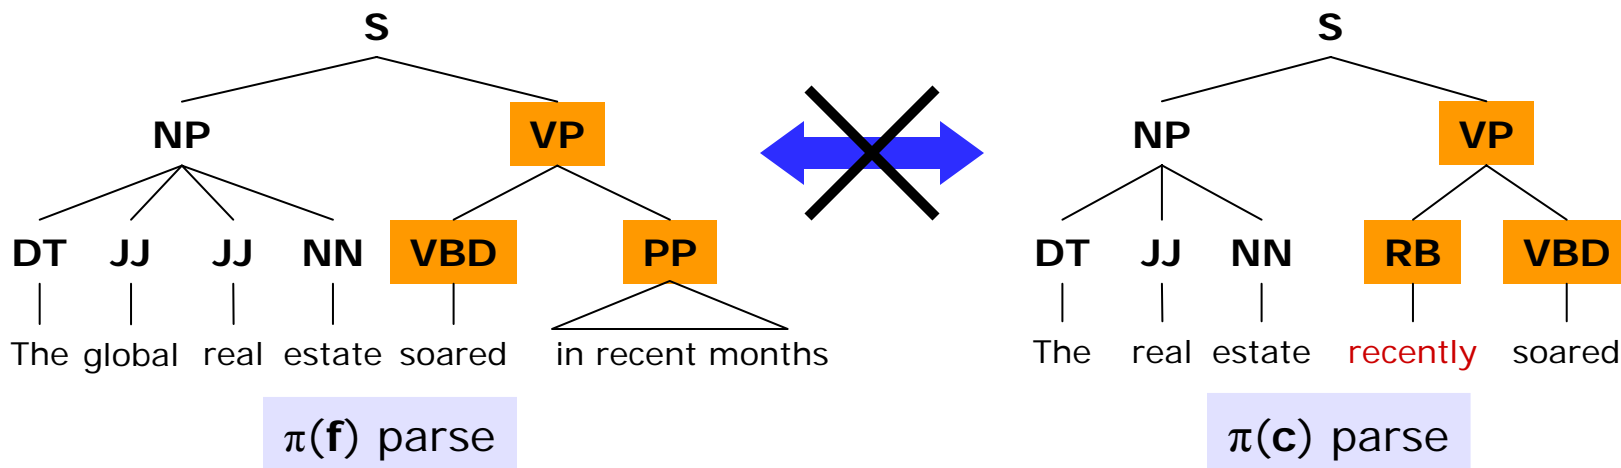 S
S
NP VP
NP VP
DT JJ JJ NN VBD PP
DT JJ NN RB VBD
The global real estate soared in recent months
The real estate recently soared
π(f) parse
π(c) parse